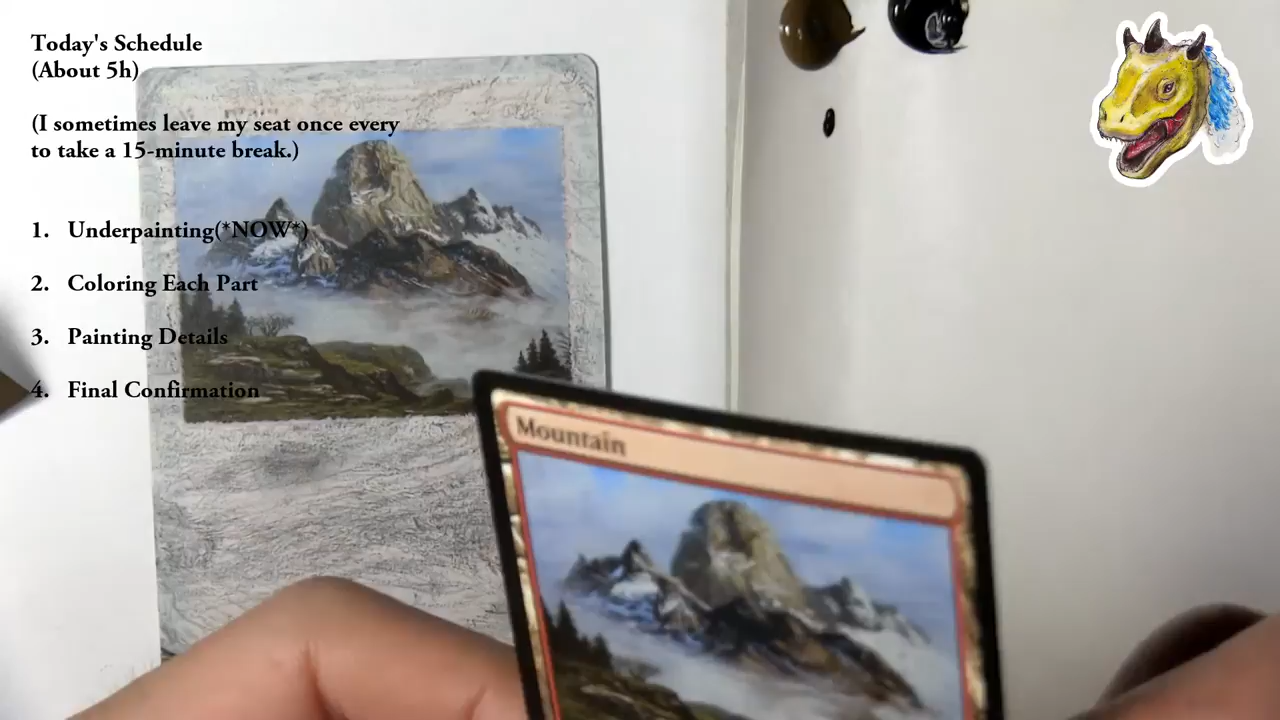 Today's Schedule
(About 5h)
(I sometimes leave my seat once every
to take a 15-minute break.)
1. Underpainting(*NOW*)
2. Coloring Each Part
3. Painting Details
4. Final Confirmation
Mountain